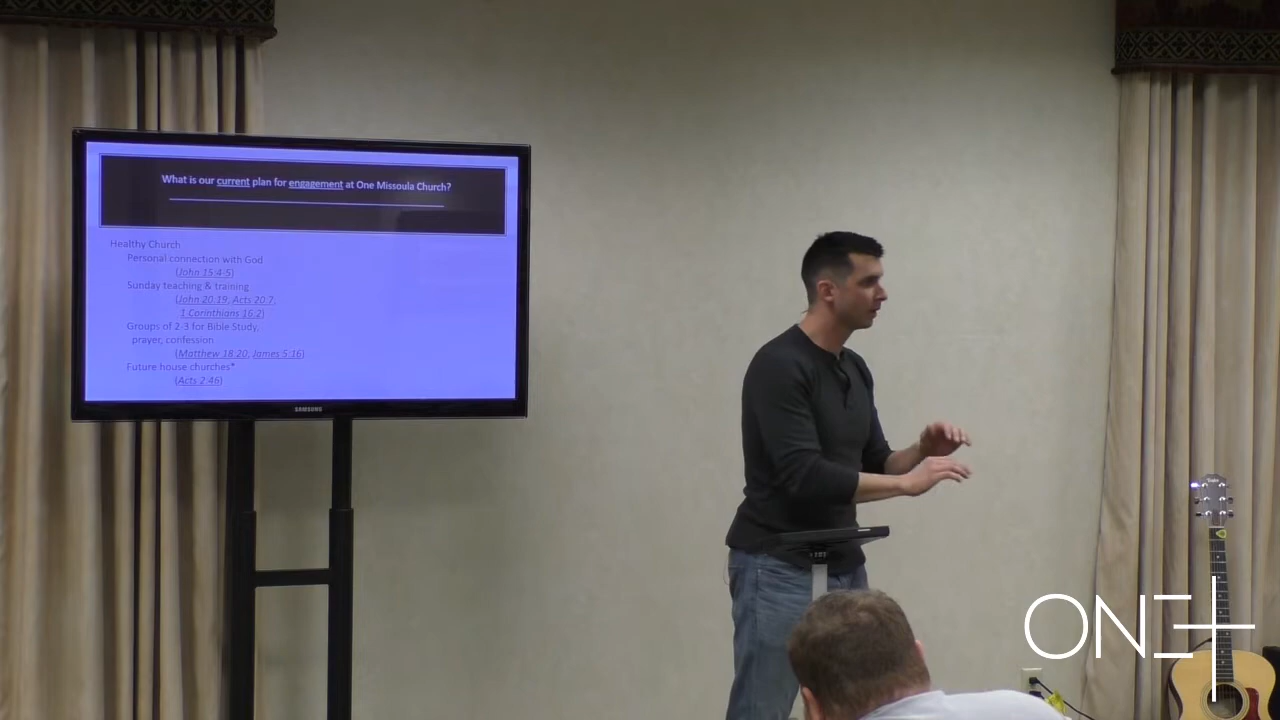 What is our current plan for engagement at One Missoula Church?
Healthy Church
Personal connection with God
(John 15:4-5)
Sunday teaching & training
(John 20:19, Acts 20:7,
1 Corinthians 16:2)
Groups of 2-3 for Bible Study,
prayer, confession
(Matthew 18:20, James 5:16)
Future house churches*
(Acts 2:46)
SAMSUNG
Taylor
ONE